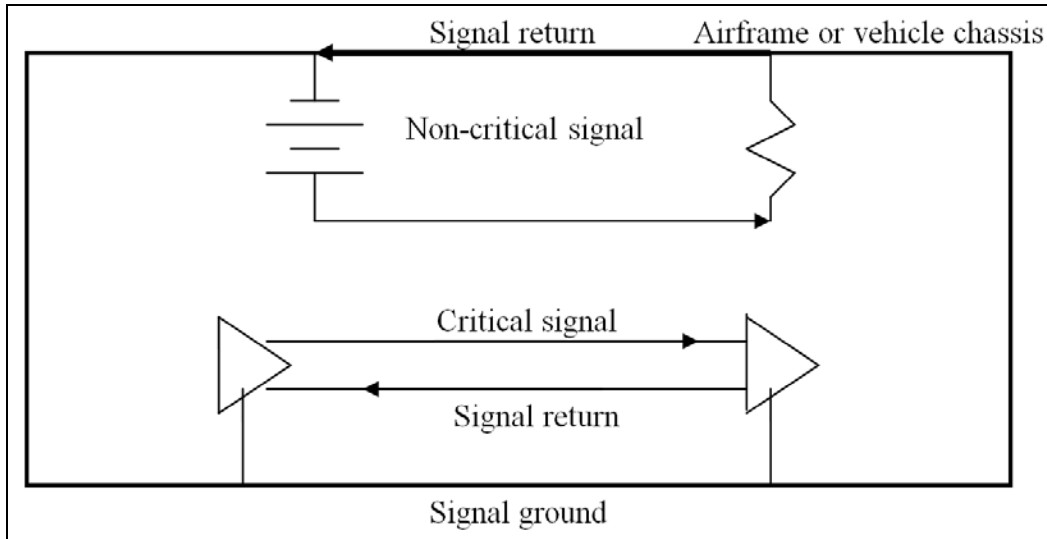 Signal return
Airframe or vehicle chassis
Non-critical signal
Critical signal
Signal return
Signal ground